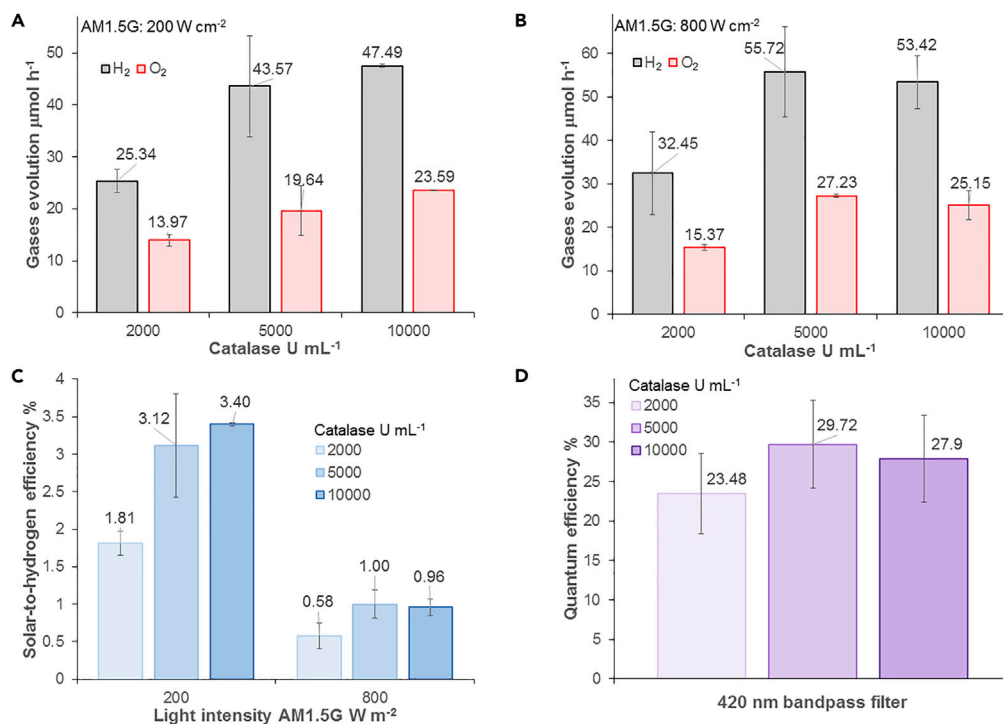 A
AM1.5G: 200 W cm⁻²
H₂ O₂
Gases evolution μmol h⁻¹
60
50
40
30
20
10
0
25.34
13.97
43.57
19.64
47.49
23.59
2000 5000 10000
Catalase U mL⁻¹
B
AM1.5G: 800 W cm⁻²
H₂ O₂
Gases evolution μmol h⁻¹
60
50
40
30
20
10
0
32.45
15.37
55.72
27.23
53.42
25.15
2000 5000 10000
Catalase U mL⁻¹
C
Solar-to-hydrogen efficiency %
4
3.5
3
2.5
2
1.5
1
0.5
0
Catalase U mL⁻¹
2000
5000
10000
1.81
3.12
3.40
0.58
1.00
0.96
200 800
Light intensity AM1.5G W m⁻²
D
Quantum efficiency %
35
30
25
20
15
10
5
0
Catalase U mL⁻¹
2000
5000
10000
23.48
29.72
27.9
420 nm bandpass filter